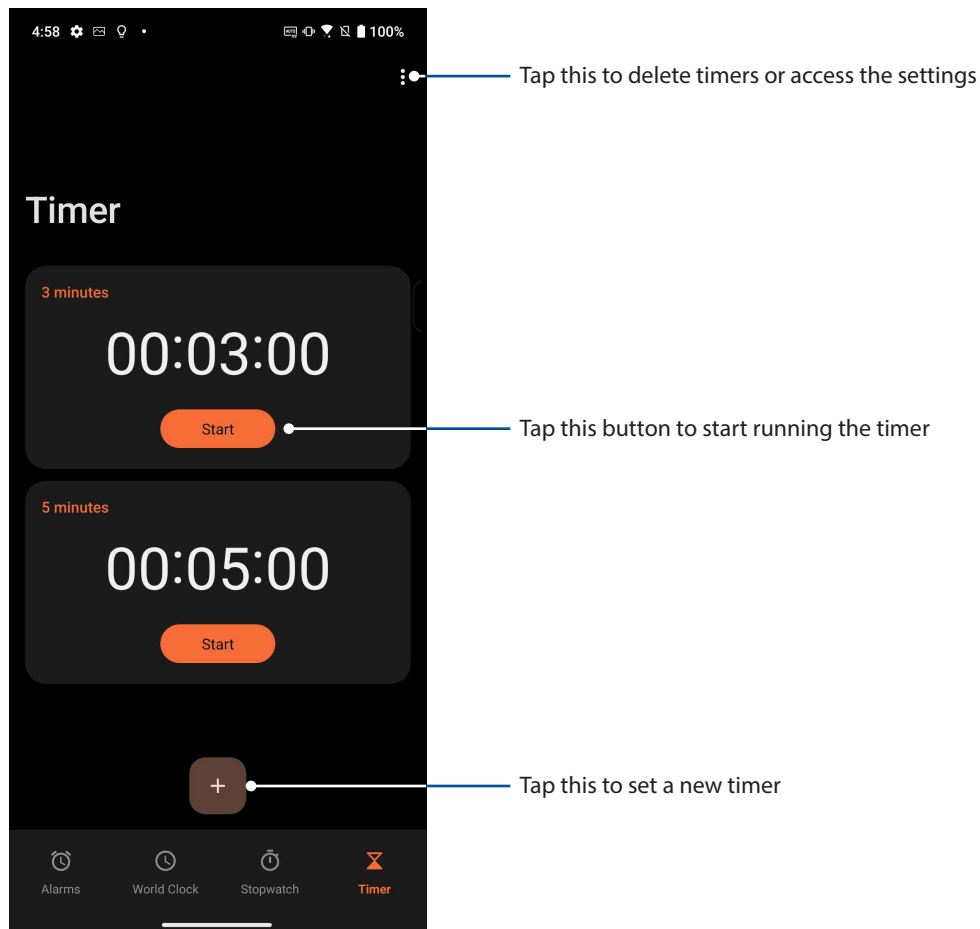 4:58 100%
Tap this to delete timers or access the settings
Timer
3 minutes
00:03:00
Start
Tap this button to start running the timer
5 minutes
00:05:00
Start
+
Tap this to set a new timer
Alarms World Clock Stopwatch Timer